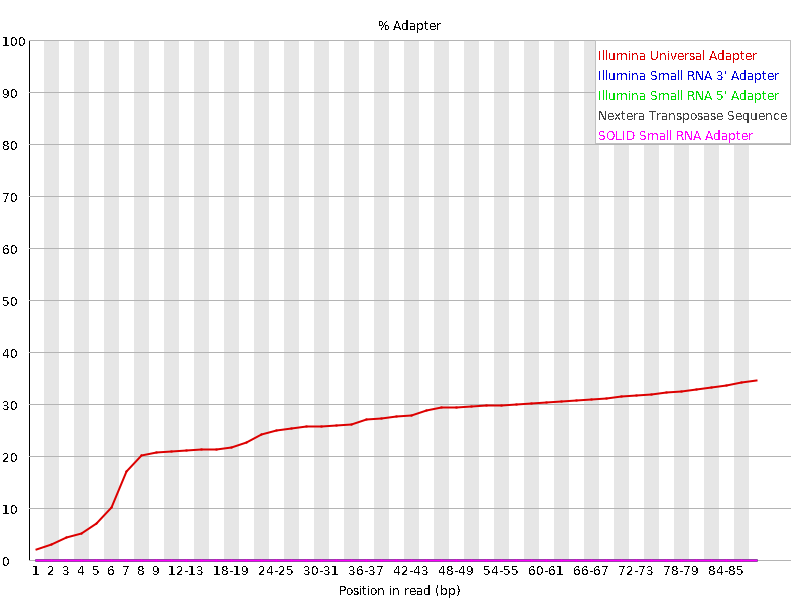 % Adapter
100
90
80
70
60
50
40
30
20
10
0
Illumina Universal Adapter
Illumina Small RNA 3' Adapter
Illumina Small RNA 5' Adapter
Nextera Transposase Sequence
SOLID Small RNA Adapter
1 2 3 4 5 6 7 8 9 12-13 18-19 24-25 30-31 36-37 42-43 48-49 54-55 60-61 66-67 72-73 78-79 84-85
Position in read (bp)